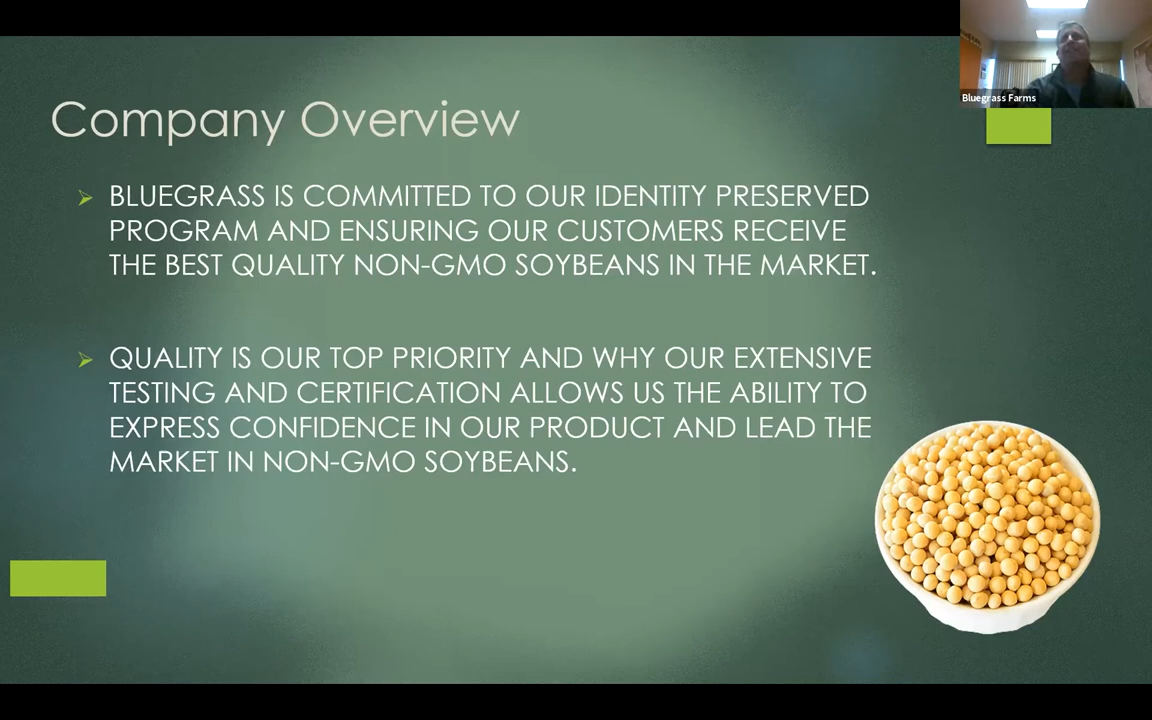 Company Overview
BLUEGRASS IS COMMITTED TO OUR IDENTITY PRESERVED
PROGRAM AND ENSURING OUR CUSTOMERS RECEIVE
THE BEST QUALITY NON-GMO SOYBEANS IN THE MARKET.
QUALITY IS OUR TOP PRIORITY AND WHY OUR EXTENSIVE
TESTING AND CERTIFICATION ALLOWS US THE ABILITY TO
EXPRESS CONFIDENCE IN OUR PRODUCT AND LEAD THE
MARKET IN NON-GMO SOYBEANS.
Bluegrass Farms